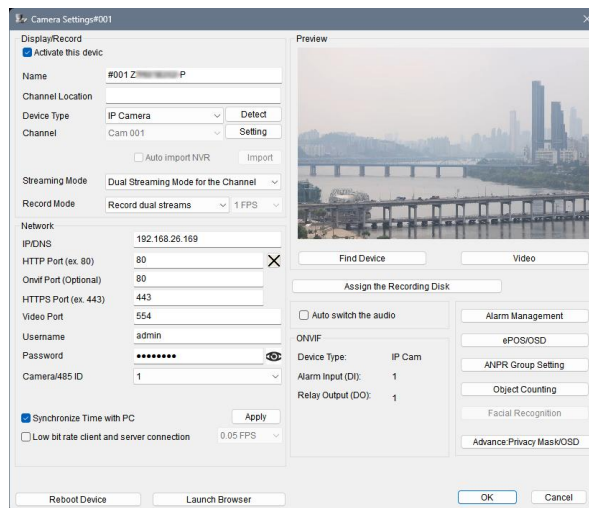 Camera Settings#001
Display/Record
Activate this devic
Name
#001 Z
-P
Channel Location
Device Type
IP Camera
Detect
Channel
Cam 001
Setting
Auto import NVR
Import
Streaming Mode
Dual Streaming Mode for the Channel
Record Mode
Record dual streams
1 FPS
Network
IP/DNS
192.168.26.169
HTTP Port (ex. 80)
80
Onvif Port (Optional)
80
HTTPS Port (ex. 443)
443
Video Port
554
Username
admin
Password
●●●●●●●●
Camera/485 ID
1
Synchronize Time with PC
Apply
Low bit rate client and server connection
0.05 FPS
Reboot Device
Launch Browser
Preview
Find Device
Video
Assign the Recording Disk
Auto switch the audio
ONVIF
Device Type:
IP Cam
Alarm Input (DI):
1
Relay Output (DO):
1
Alarm Management
ePOS/OSD
ANPR Group Setting
Object Counting
Facial Recognition
Advance:Privacy Mask/OSD
OK
Cancel